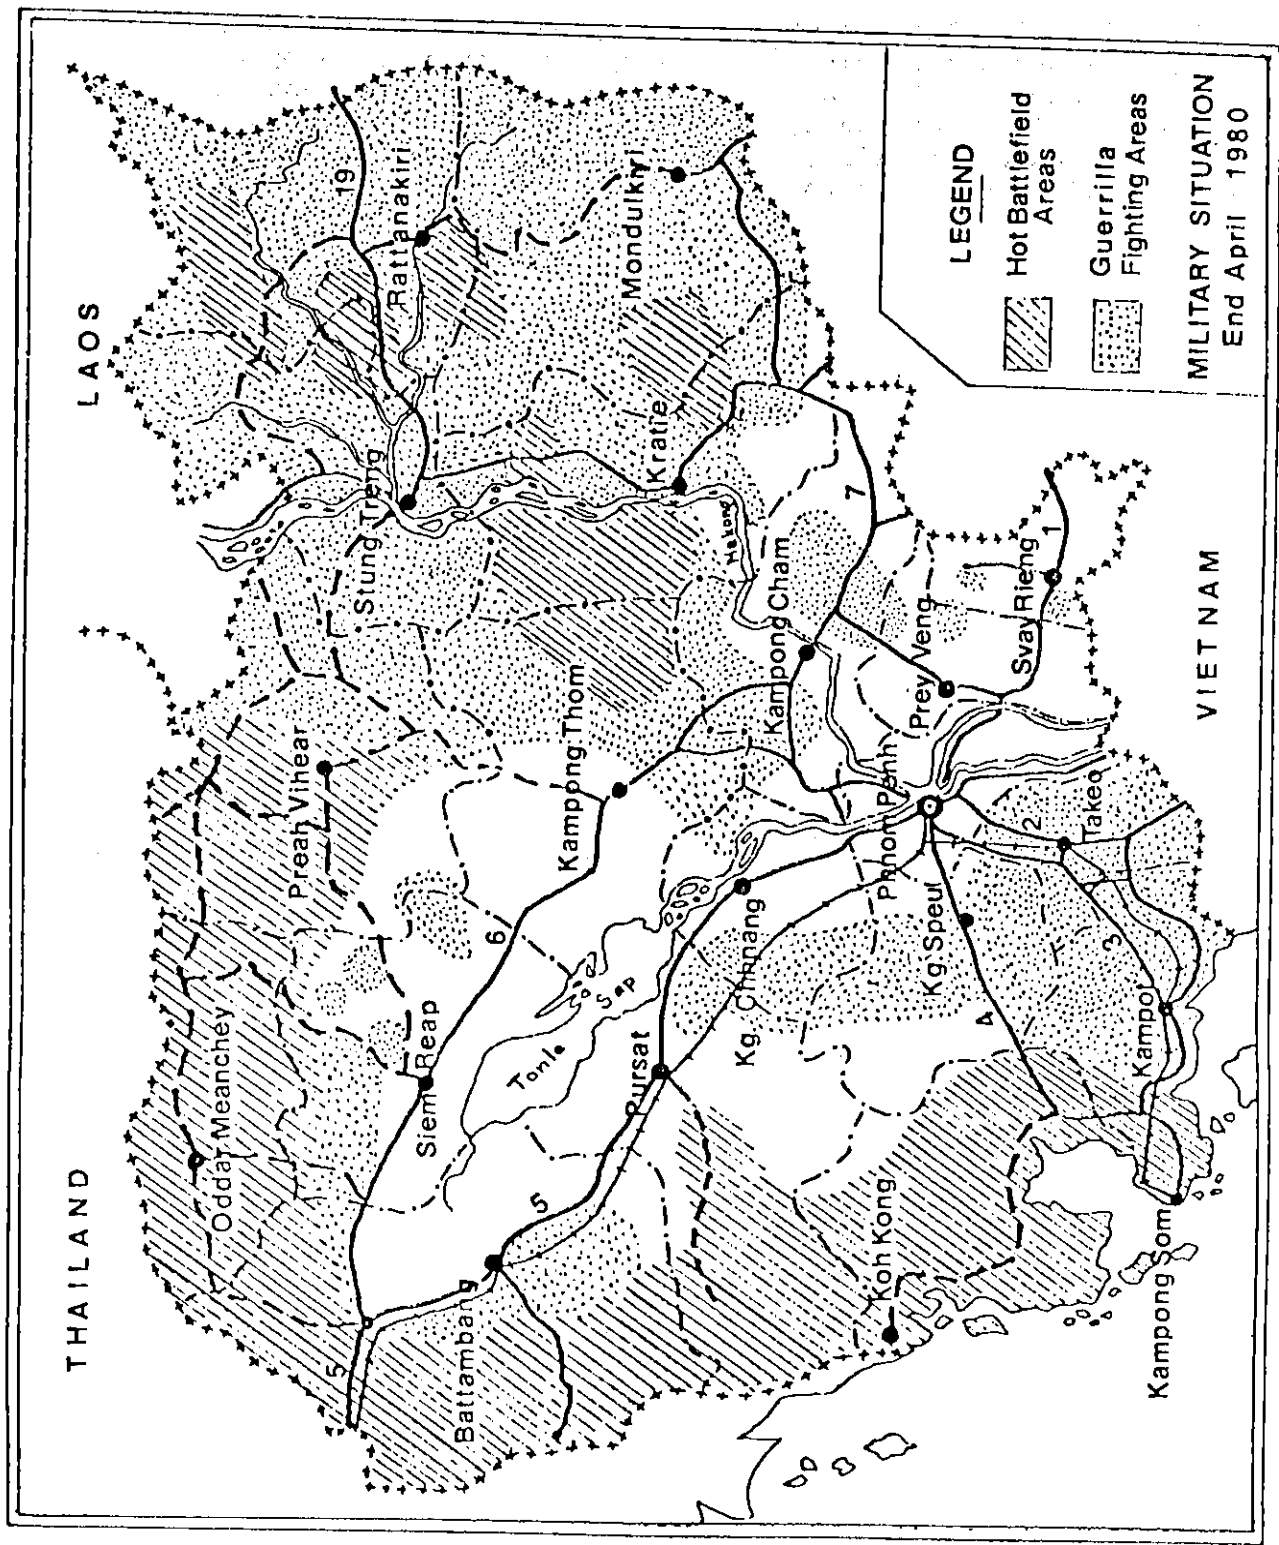 THAILAND
LAOS
VIETNAM
Oddar Meanchey
Preah Vihear
Stung Treng
Rattanakiri
19
Mondulkiri
Siem Reap
6
Kampong Thom
Kratie
Mekong
Battambang
5
5
Tonle Sap
Pursat
Kg. Chhnang
Kampong Cham
7
Prey Veng
Svay Rieng
1
Phnom Penh
Kg Speul
4
Koh Kong
2
Takeo
3
Kampot
Kampong Som
LEGEND
Hot Battlefield
Areas
Guerrilla
Fighting Areas
MILITARY SITUATION
End April 1980